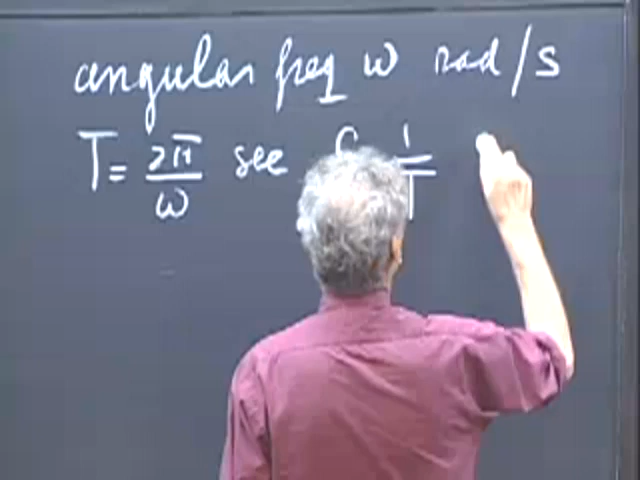 angular freq ω rad/s
T = 2π/ω sec f = 1/T